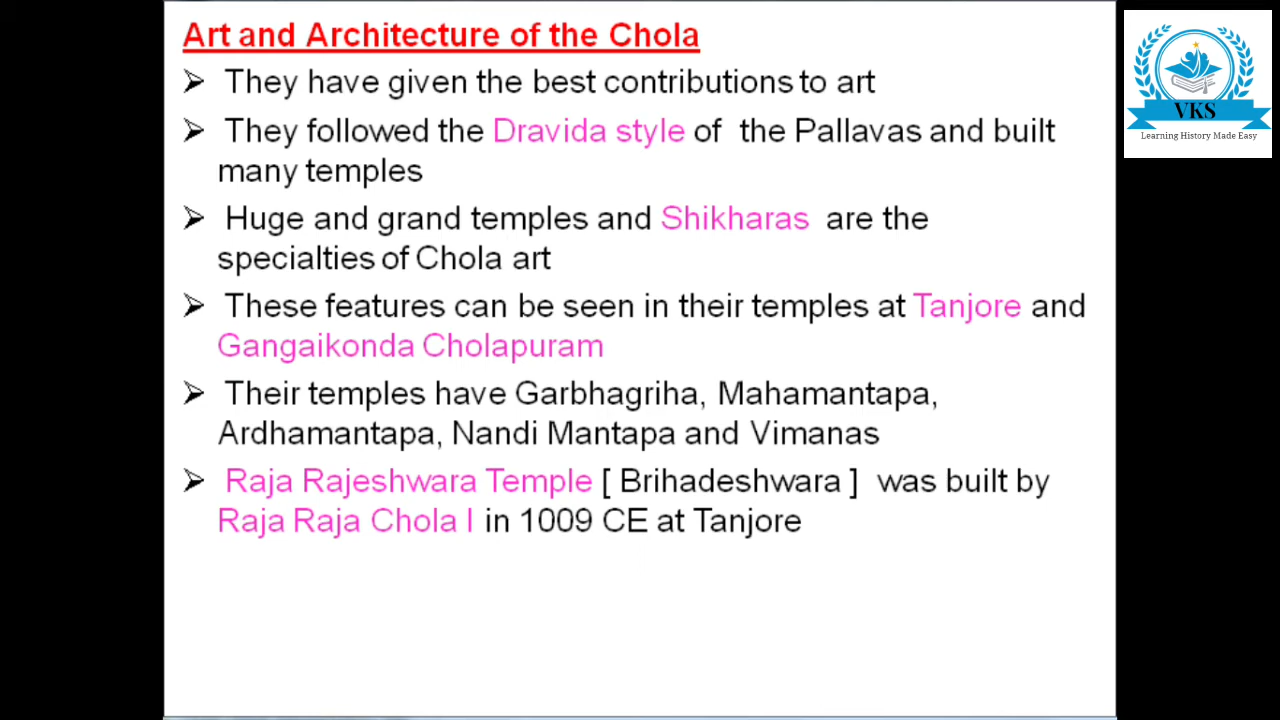 Art and Architecture of the Chola
➢ They have given the best contributions to art
➢ They followed the Dravida style of the Pallavas and built
many temples
➢ Huge and grand temples and Shikharas are the
specialties of Chola art
➢ These features can be seen in their temples at Tanjore and
Gangaikonda Cholapuram
➢ Their temples have Garbhagriha, Mahamantapa,
Ardhamantapa, Nandi Mantapa and Vimanas
➢ Raja Rajeshwara Temple [ Brihadeshwara ] was built by
Raja Raja Chola I in 1009 CE at Tanjore
VKS
Learning History Made Easy